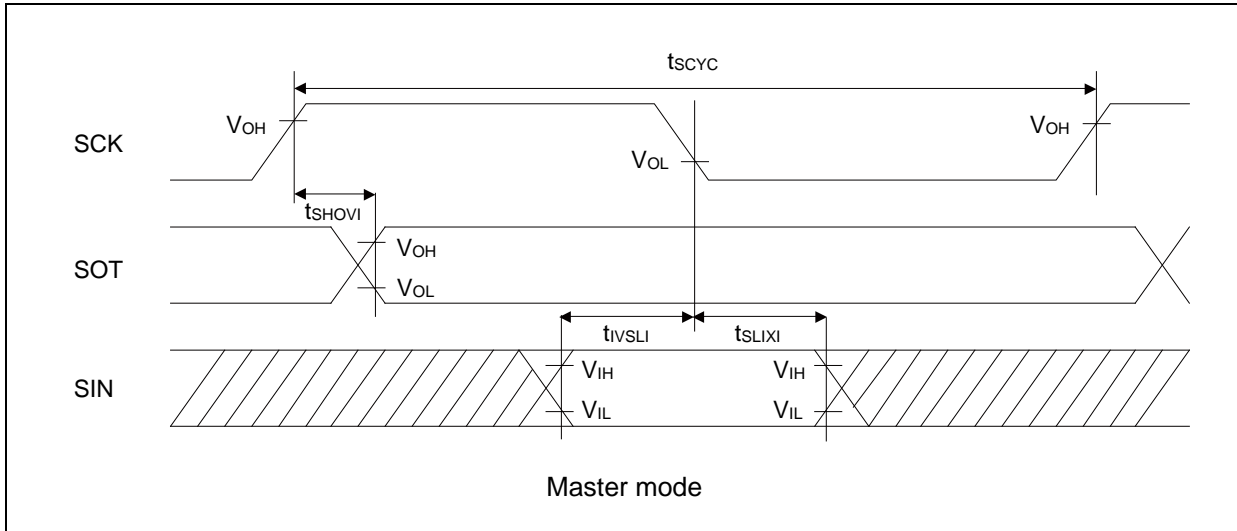 tSCYC
SCK
VOH
VOL
VOH
tSHOVI
SOT
VOH
VOL
tIVSLI
tSLIXI
SIN
VIH
VIH
VIL
VIL
Master mode